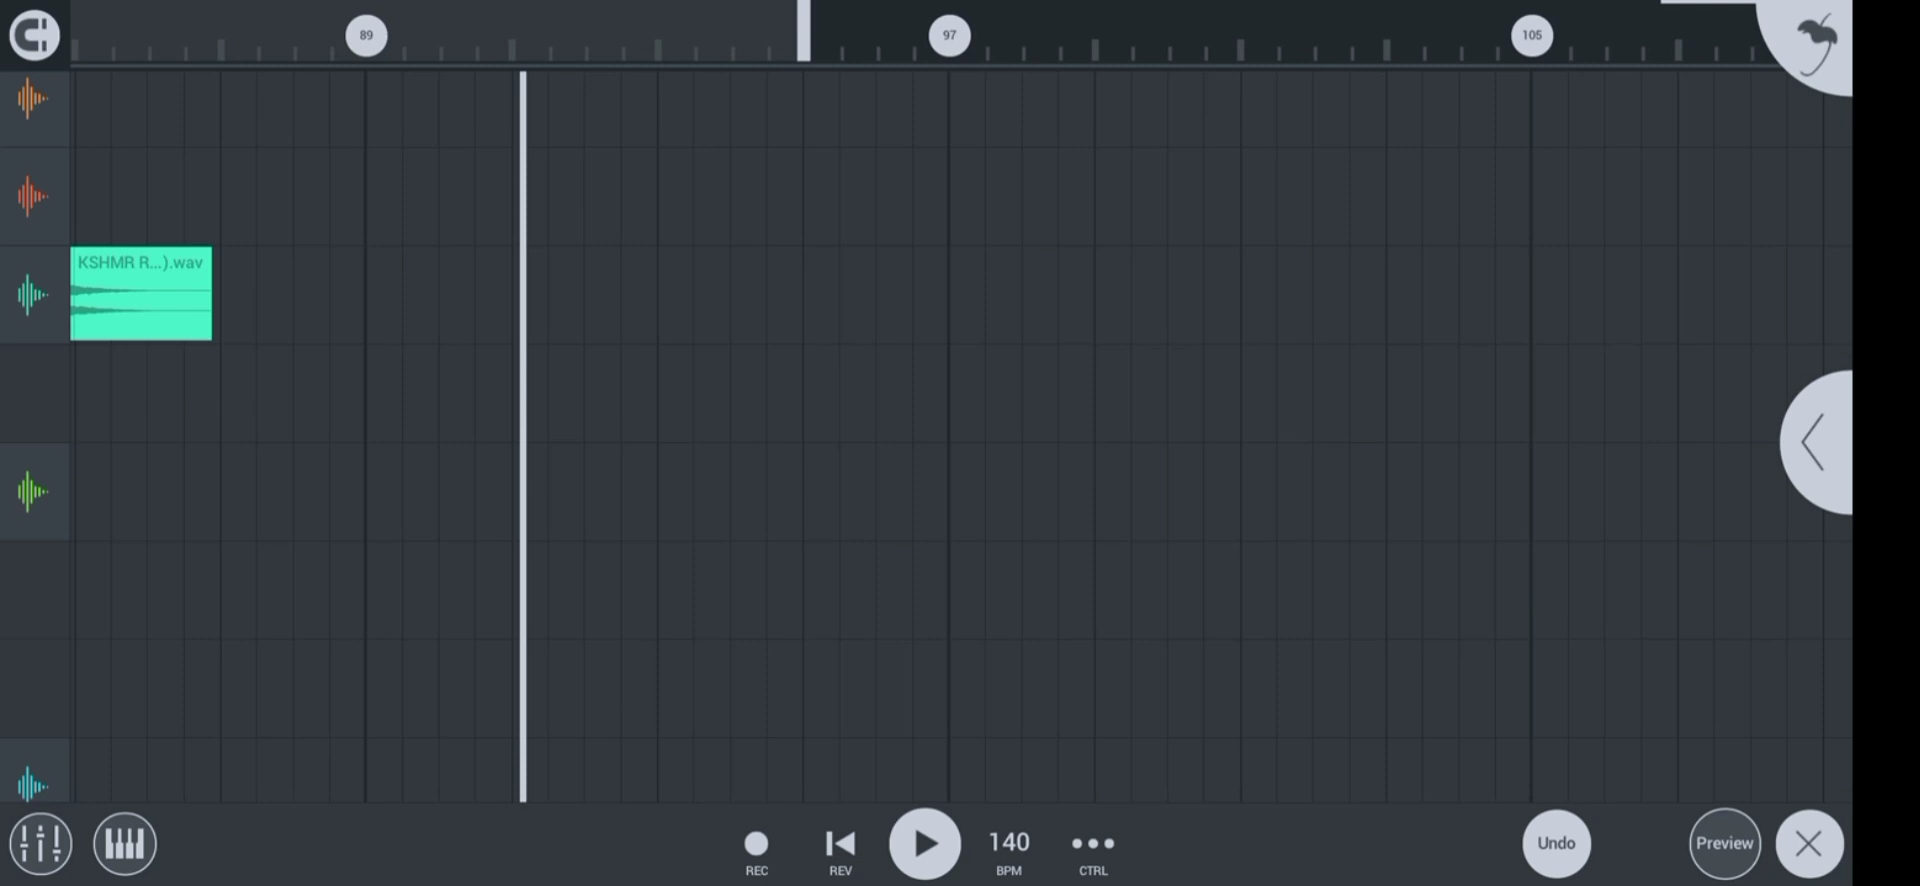 89
97
105
KSHMR R...).wav
140
Undo
Preview
REC
REV
BPM
CTRL